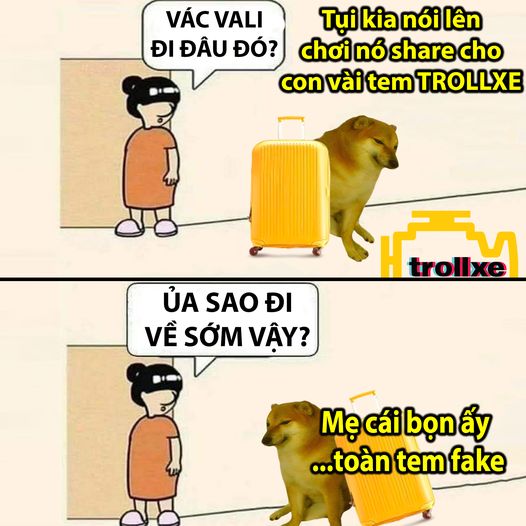 VÁC VALI
ĐI ĐÂU ĐÓ?
Tụi kia nói lên
chơi nó share cho
con vài tem TROLLXE
trollxe
ỦA SAO ĐI
VỀ SỚM VẬY?
Mẹ cái bọn ấy
...toàn tem fake